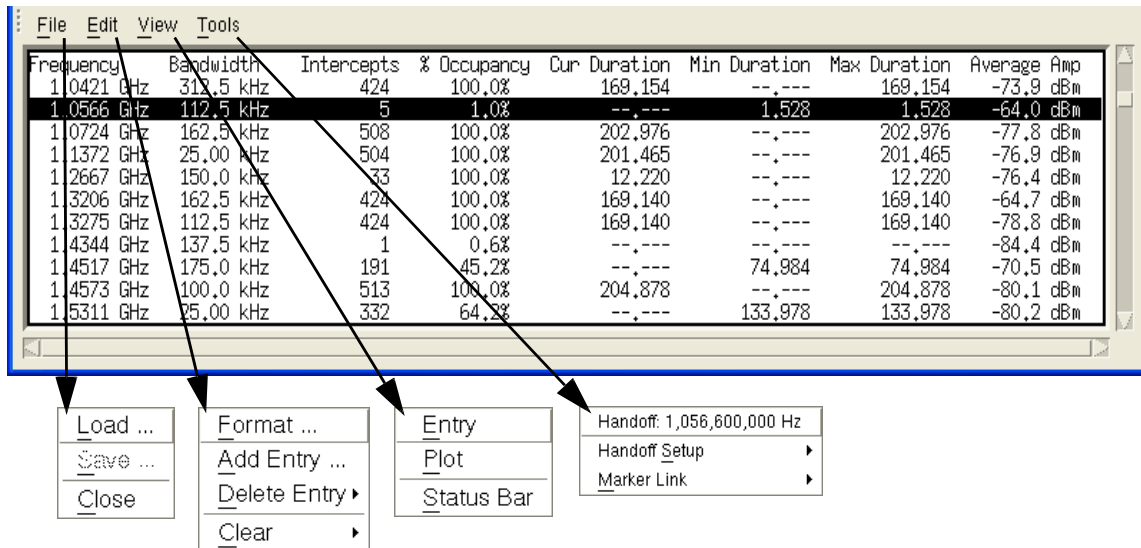 File Edit View Tools
Frequency Bandwidth Intercepts % Occupancy Cur Duration Min Duration Max Duration Average Amp
1.0421 GHz 312.5 kHz 424 100.0% 169.154 --.--- 169.154 -73.9 dBm
1.0566 GHz 112.5 kHz 5 1.0% --.--- 1.528 1.528 -64.0 dBm
1.0724 GHz 162.5 kHz 508 100.0% 202.976 --.--- 202.976 -77.8 dBm
1.1372 GHz 25.00 kHz 504 100.0% 201.465 --.--- 201.465 -76.9 dBm
1.2667 GHz 150.0 kHz 33 100.0% 12.220 --.--- 12.220 -76.4 dBm
1.3206 GHz 162.5 kHz 424 100.0% 169.140 --.--- 169.140 -64.7 dBm
1.3275 GHz 112.5 kHz 424 100.0% 169.140 --.--- 169.140 -78.8 dBm
1.4344 GHz 137.5 kHz 1 0.6% --.--- --.--- --.--- -84.4 dBm
1.4517 GHz 175.0 kHz 191 45.2% --.--- 74.984 74.984 -70.5 dBm
1.4573 GHz 100.0 kHz 513 100.0% 204.878 --.--- 204.878 -80.1 dBm
1.5311 GHz 25.00 kHz 332 64.2% --.--- 133.978 133.978 -80.2 dBm
Load ...
Save ...
Close
Format ...
Add Entry ...
Delete Entry
Clear
Entry
Plot
Status Bar
Handoff: 1,056,600,000 Hz
Handoff Setup
Marker Link